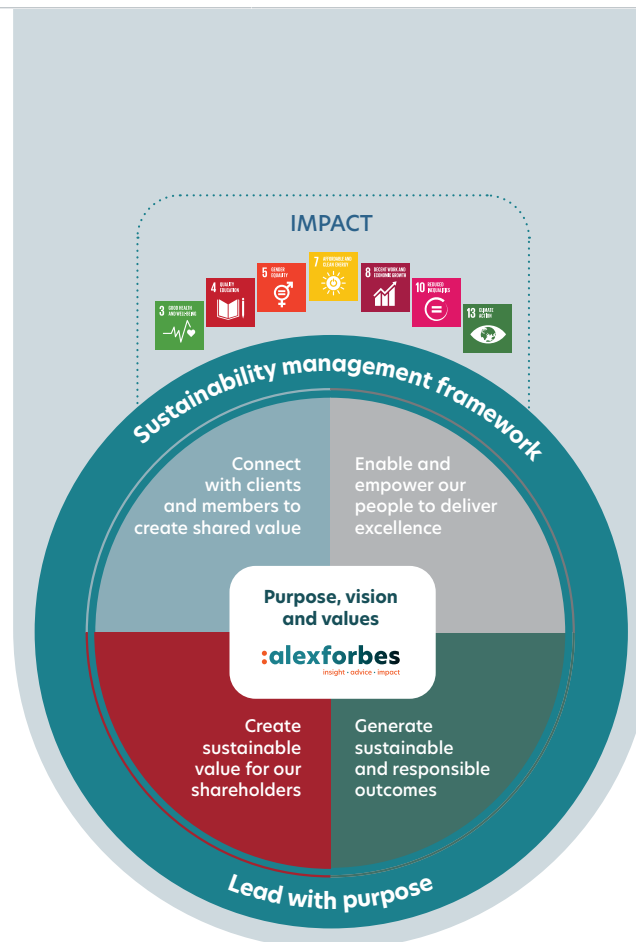 IMPACT
3 GOOD HEALTH
AND WELL-BEING
4 QUALITY
EDUCATION
5 GENDER
EQUALITY
7 AFFORDABLE AND
CLEAN ENERGY
8 DECENT WORK AND
ECONOMIC GROWTH
10 REDUCED
INEQUALITIES
13 CLIMATE
ACTION
Sustainability management framework
Connect
with clients
and members to
create shared value
Enable and
empower our
people to deliver
excellence
Purpose, vision
and values
:alexforbes
insight • advice • impact
Create
sustainable
value for our
shareholders
Generate
sustainable
and responsible
outcomes
Lead with purpose